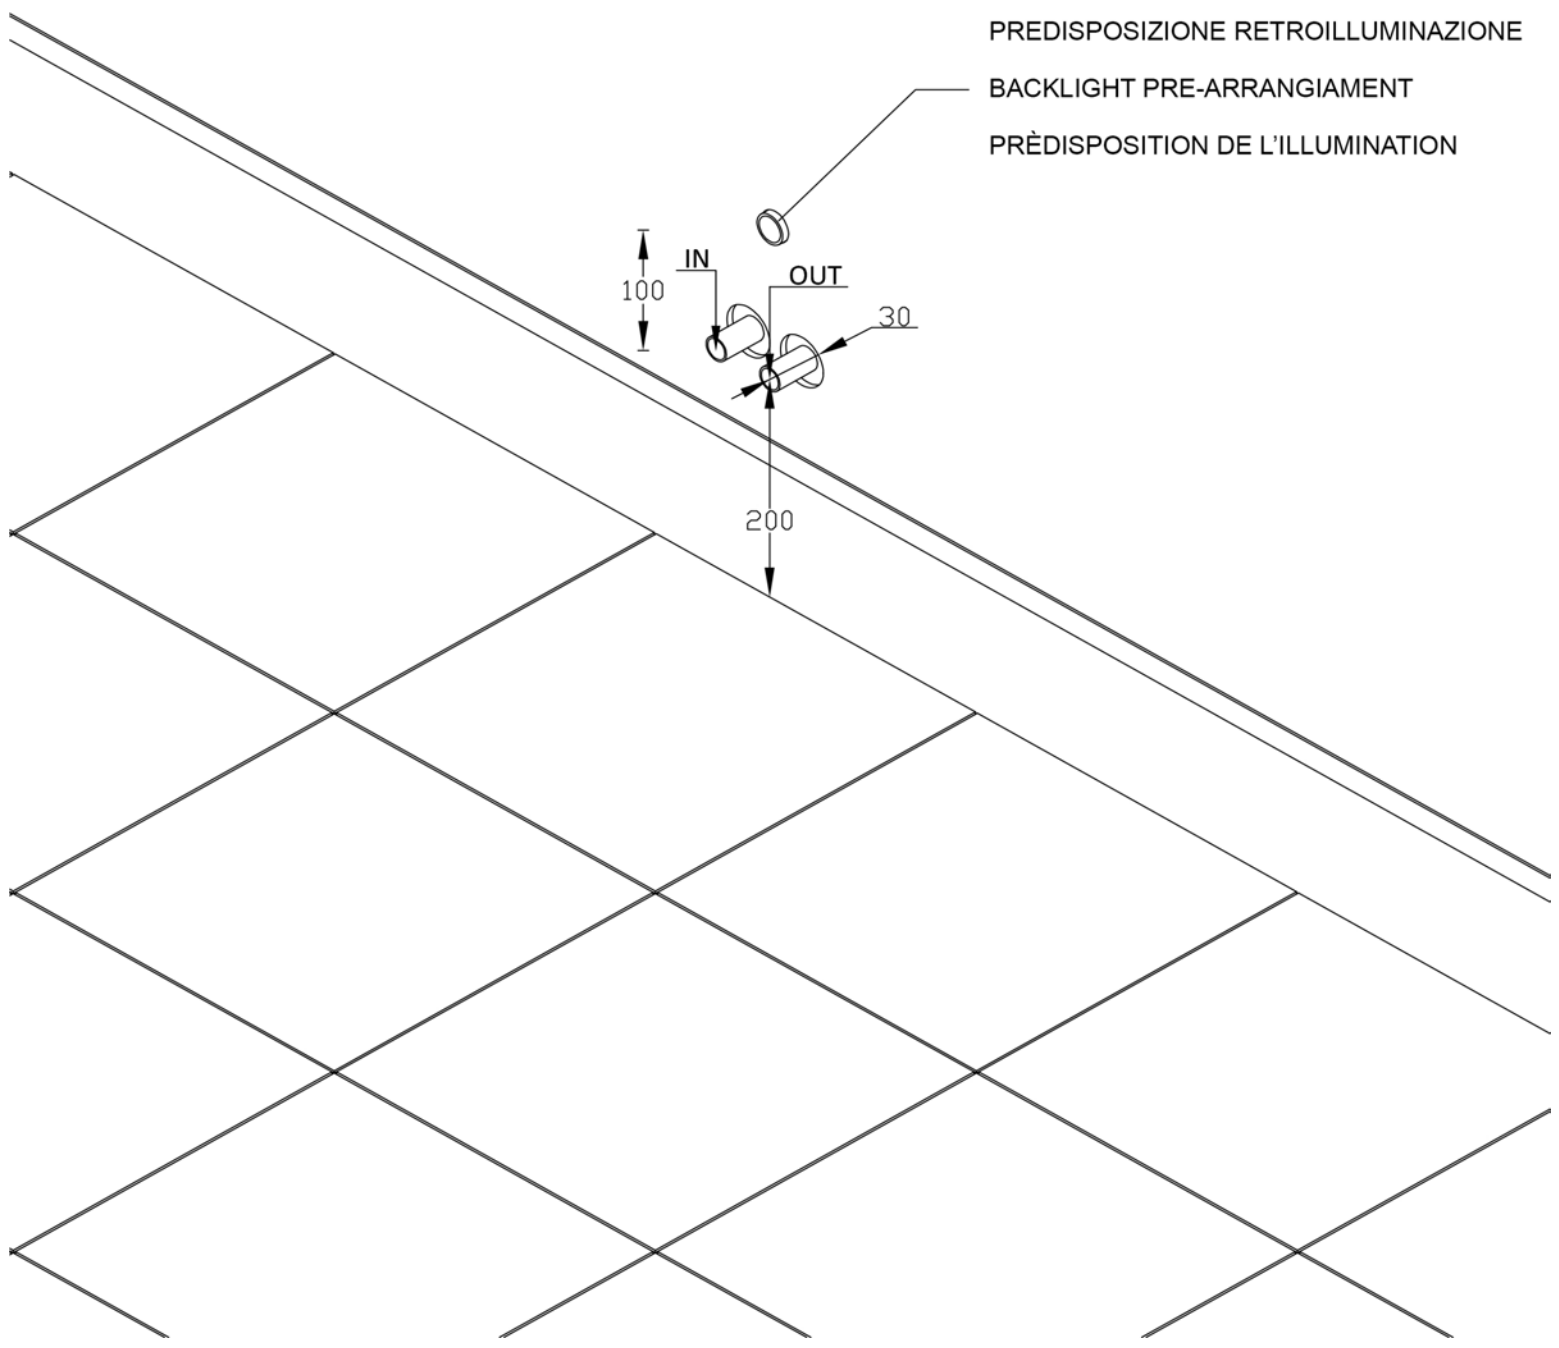 PREDISPOSIZIONE RETROILLUMINAZIONE
BACKLIGHT PRE-ARRANGIAMENT
PRÈDISPOSITION DE L'ILLUMINATION
IN
OUT
100
30
200